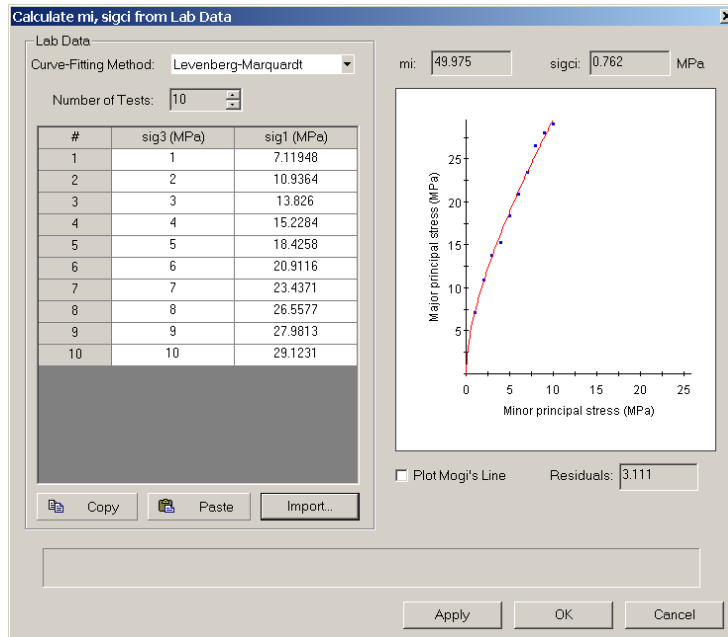 Calculate mi, sigci from Lab Data
Lab Data
Curve-Fitting Method: Levenberg-Marquardt
Number of Tests: 10
# sig3 (MPa) sig1 (MPa)
1 1 7.11948
2 2 10.9364
3 3 13.826
4 4 15.2284
5 5 18.4258
6 6 20.9116
7 7 23.4371
8 8 26.5577
9 9 27.9813
10 10 29.1231
Copy Paste Import...
mi: 49.975 sigci: 0.762 MPa
Major principal stress (MPa)
25
20
15
10
5
0 5 10 15 20 25
Minor principal stress (MPa)
Plot Mogi's Line Residuals: 3.111
Apply OK Cancel